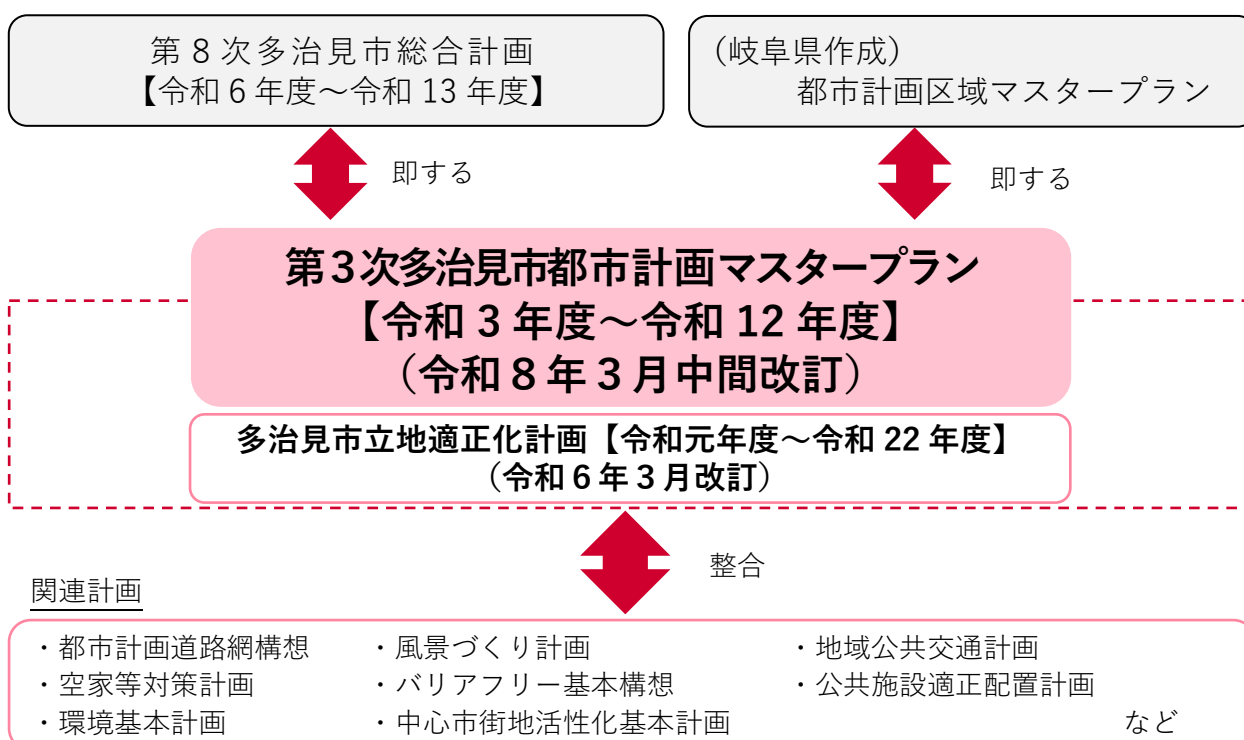 第8次多治見市総合計画
【令和6年度～令和13年度】
(岐阜県作成)
都市計画区域マスタープラン
即する
即する
第3次多治見市都市計画マスタープラン
【令和3年度～令和12年度】
(令和8年3月中間改訂)
多治見市立地適正化計画【令和元年度～令和22年度】
(令和6年3月改訂)
整合
関連計画
・都市計画道路網構想 ・風景づくり計画 ・地域公共交通計画
・空家等対策計画 ・バリアフリー基本構想 ・公共施設適正配置計画
・環境基本計画 ・中心市街地活性化基本計画 など